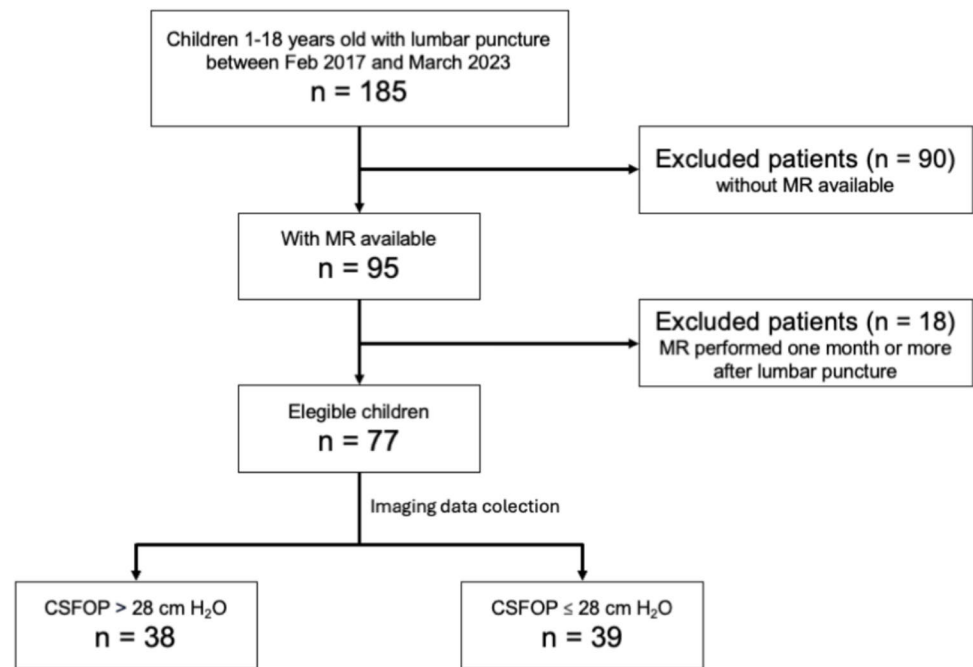 Children 1-18 years old with lumbar puncture
between Feb 2017 and March 2023
n = 185
Excluded patients (n = 90)
without MR available
With MR available
n = 95
Excluded patients (n = 18)
MR performed one month or more
after lumbar puncture
Elegible children
n = 77
Imaging data colection
CSFOP > 28 cm H₂O
n = 38
CSFOP ≤ 28 cm H₂O
n = 39